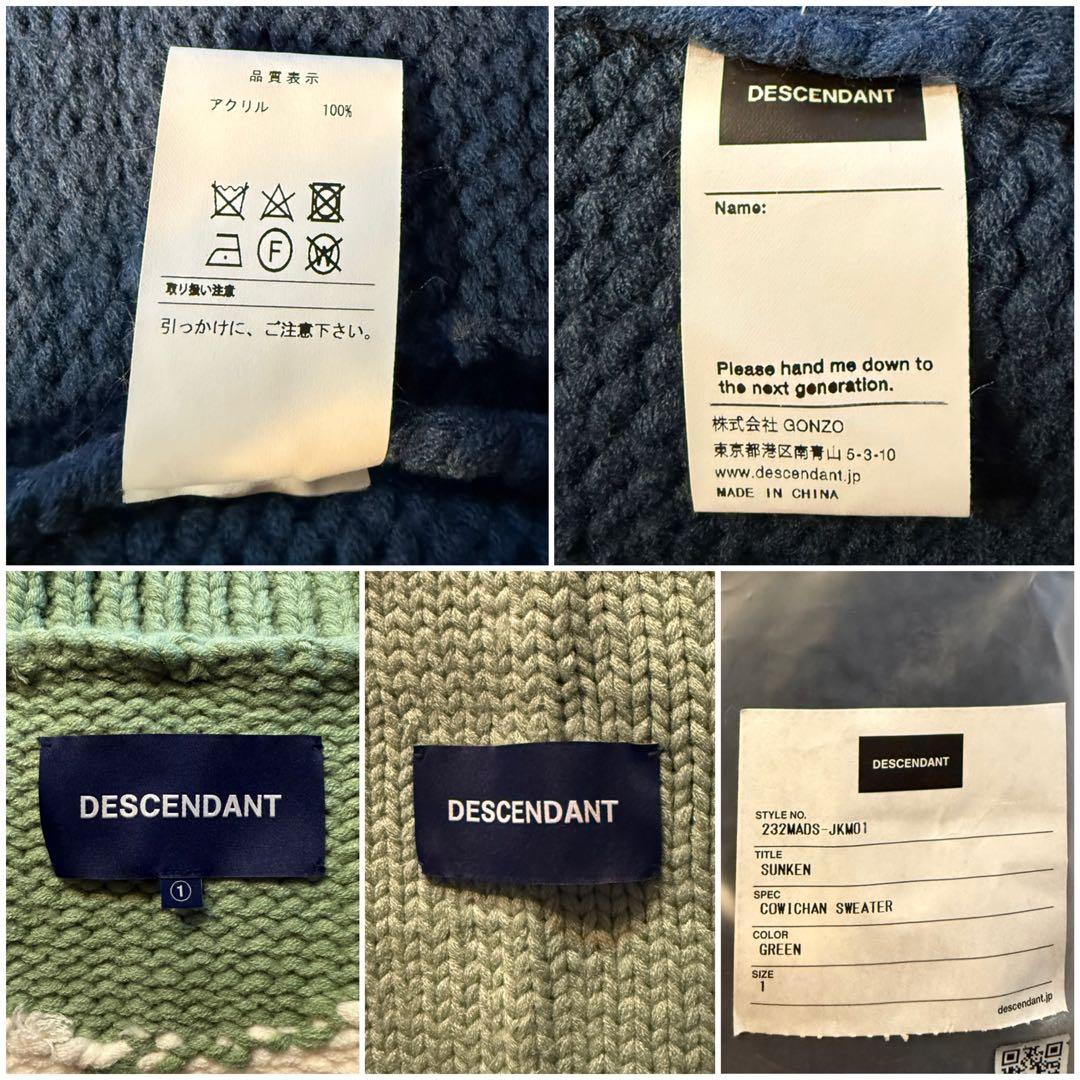 品質表示
アクリル 100%
F
W
取り扱い注意
引っかけに、ご注意下さい。
DESCENDANT
Name:
Please hand me down to
the next generation.
株式会社 GONZO
東京都港区南青山 5-3-10
www.descendant.jp
MADE IN CHINA
DESCENDANT
①
DESCENDANT
DESCENDANT
STYLE NO.
232MADS-JKM01
TITLE
SUNKEN
SPEC
COWICHAN SWEATER
COLOR
GREEN
SIZE
1
descendant.jp